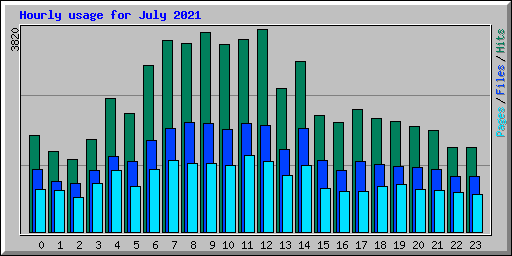 Hourly usage for July 2021
3820
Pages/Files/Hits
0 1 2 3 4 5 6 7 8 9 10 11 12 13 14 15 16 17 18 19 20 21 22 23